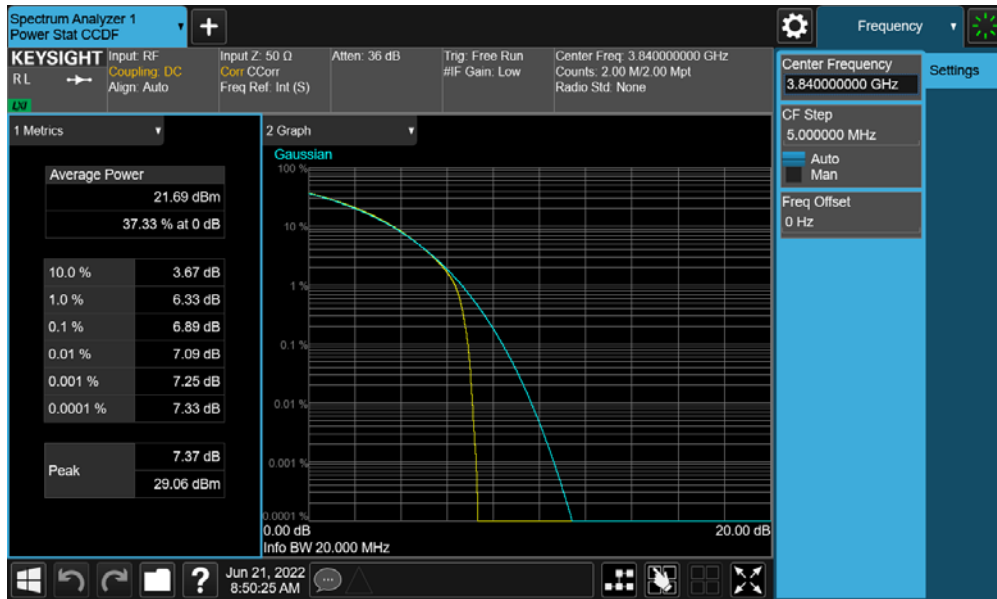 Spectrum Analyzer 1
Power Stat CCDF
+
Frequency
KEYSIGHT
R L
LXI
Input: RF
Coupling: DC
Align: Auto
Input Z: 50 Ω
Corr CCorr
Freq Ref: Int (S)
Atten: 36 dB
Trig: Free Run
#IF Gain: Low
Center Freq: 3.840000000 GHz
Counts: 2.00 M/2.00 Mpt
Radio Std: None
Center Frequency
3.840000000 GHz
Settings
CF Step
5.000000 MHz
Auto
Man
Freq Offset
0 Hz
1 Metrics
Average Power
21.69 dBm
37.33 % at 0 dB
10.0 % 3.67 dB
1.0 % 6.33 dB
0.1 % 6.89 dB
0.01 % 7.09 dB
0.001 % 7.25 dB
0.0001 % 7.33 dB
Peak 7.37 dB
29.06 dBm
2 Graph
Gaussian
100 %
10 %
1 %
0.1 %
0.01 %
0.001 %
0.0001 %
0.00 dB 20.00 dB
Info BW 20.000 MHz
?
Jun 21, 2022
8:50:25 AM